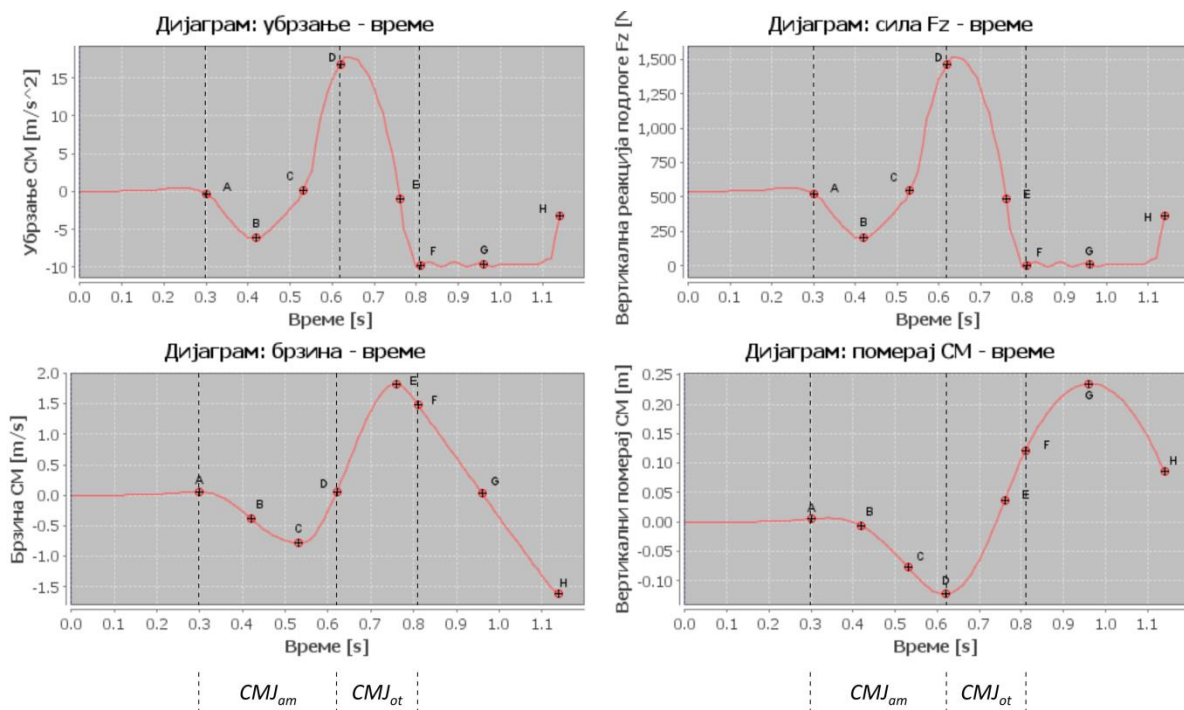 Дијаграм: убрзање - време
Убрзање CM [m/s^2]
15
10
5
0
-5
-10
A
B
C
D
E
F
G
H
0.0 0.1 0.2 0.3 0.4 0.5 0.6 0.7 0.8 0.9 1.0 1.1
Време [s]
Дијаграм: сила Fz - време
Вертикална реакција подлоге Fz [
1,500
1,250
1,000
750
500
250
0
A
B
C
D
E
F
G
H
0.0 0.1 0.2 0.3 0.4 0.5 0.6 0.7 0.8 0.9 1.0 1.1
Време [s]
Дијаграм: брзина - време
Брзина CM [m/s]
2.0
1.5
1.0
0.5
0.0
-0.5
-1.0
-1.5
A
B
C
D
E
F
G
H
0.0 0.1 0.2 0.3 0.4 0.5 0.6 0.7 0.8 0.9 1.0 1.1
Време [s]
Дијаграм: померај CM - време
Вертикални померај CM [m]
0.25
0.20
0.15
0.10
0.05
0.00
-0.05
-0.10
A
B
C
D
E
F
G
H
0.0 0.1 0.2 0.3 0.4 0.5 0.6 0.7 0.8 0.9 1.0 1.1
Време [s]
CMJam CMJot
CMJam CMJot